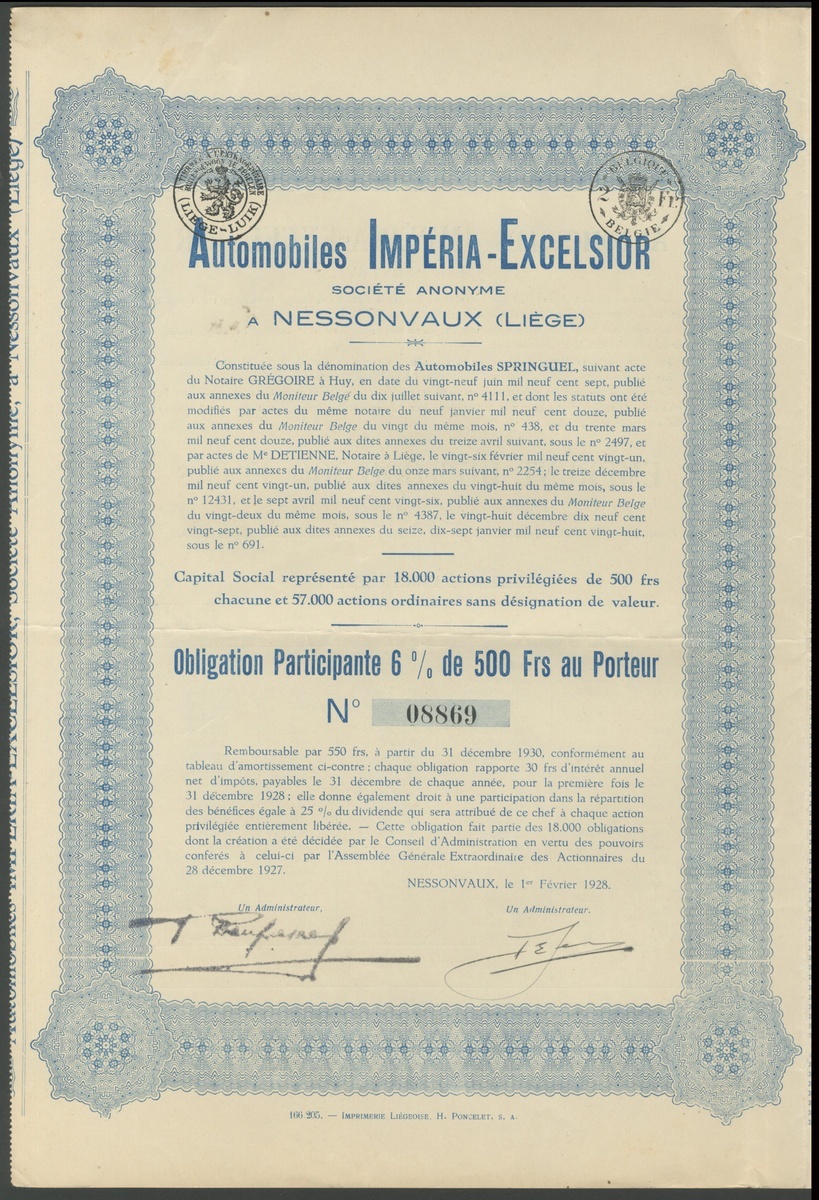 (LIÈGE-LUIK)
BELGIQUE
2 Fr
BELGIE
Automobiles IMPÉRIA-EXCELSIOR
SOCIÉTÉ ANONYME
A NESSONVAUX (LIÈGE)
Constituée sous la dénomination des Automobiles SPRINGUEL, suivant acte
du Notaire GRÉGOIRE à Huy, en date du vingt-neuf juin mil neuf cent sept, publié
aux annexes du Moniteur Belge du dix juillet suivant, nº 4111, et dont les statuts ont été
modifiés par actes du même notaire du neuf janvier mil neuf cent douze, publié
aux annexes du Moniteur Belge du vingt du même mois, nº 438, et du trente mars
mil neuf cent douze, publié aux dites annexes du treize avril suivant, sous le nº 2497, et
par actes de Me DETIENNE, Notaire à Liège, le vingt-six février mil neuf cent vingt-un,
publié aux annexes du Moniteur Belge du onze mars suivant, nº 2254; le treize décembre
mil neuf cent vingt-un, publié aux dites annexes du vingt-huit du même mois, sous le
nº 12431, et le sept avril mil neuf cent vingt-six, publié aux annexes du Moniteur Belge
du vingt-deux du même mois, sous le nº 4387, le vingt-huit décembre dix neuf cent
vingt-sept, publié aux dites annexes du seize, dix-sept janvier mil neuf cent vingt-huit,
sous le nº 691.
Capital Social représenté par 18.000 actions privilégiées de 500 frs
chacune et 57.000 actions ordinaires sans désignation de valeur.
Obligation Participante 6 % de 500 Frs au Porteur
Nº 08869
Remboursable par 550 frs, à partir du 31 décembre 1930, conformément au
tableau d'amortissement ci-contre; chaque obligation rapporte 30 frs d'intérêt annuel
net d'impôts, payables le 31 décembre de chaque année, pour la première fois le
31 décembre 1928; elle donne également droit à une participation dans la répartition
des bénéfices égale à 25 % du dividende qui sera attribué de ce chef à chaque action
privilégiée entièrement libérée. — Cette obligation fait partie des 18.000 obligations
dont la création a été décidée par le Conseil d'Administration en vertu des pouvoirs
conférés à celui-ci par l'Assemblée Générale Extraordinaire des Actionnaires du
28 décembre 1927.
NESSONVAUX, le 1er Février 1928.
Un Administrateur,
Un Administrateur.
166 205. — IMPRIMERIE LIÉGEOISE, H. PONCELET, S. A.
Automobiles IMPÉRIA-EXCELSIOR, Société Anonyme, à Nessonvaux (Liège)